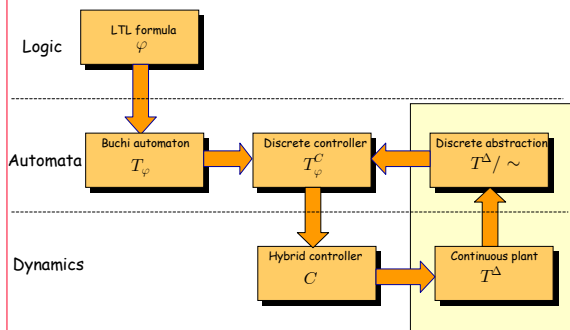 LTL formula
φ
Logic
Buchi automaton
T_φ
Discrete controller
T_φ^C
Discrete abstraction
T^Δ/ ∼
Automata
Hybrid controller
C
Continuous plant
T^Δ
Dynamics